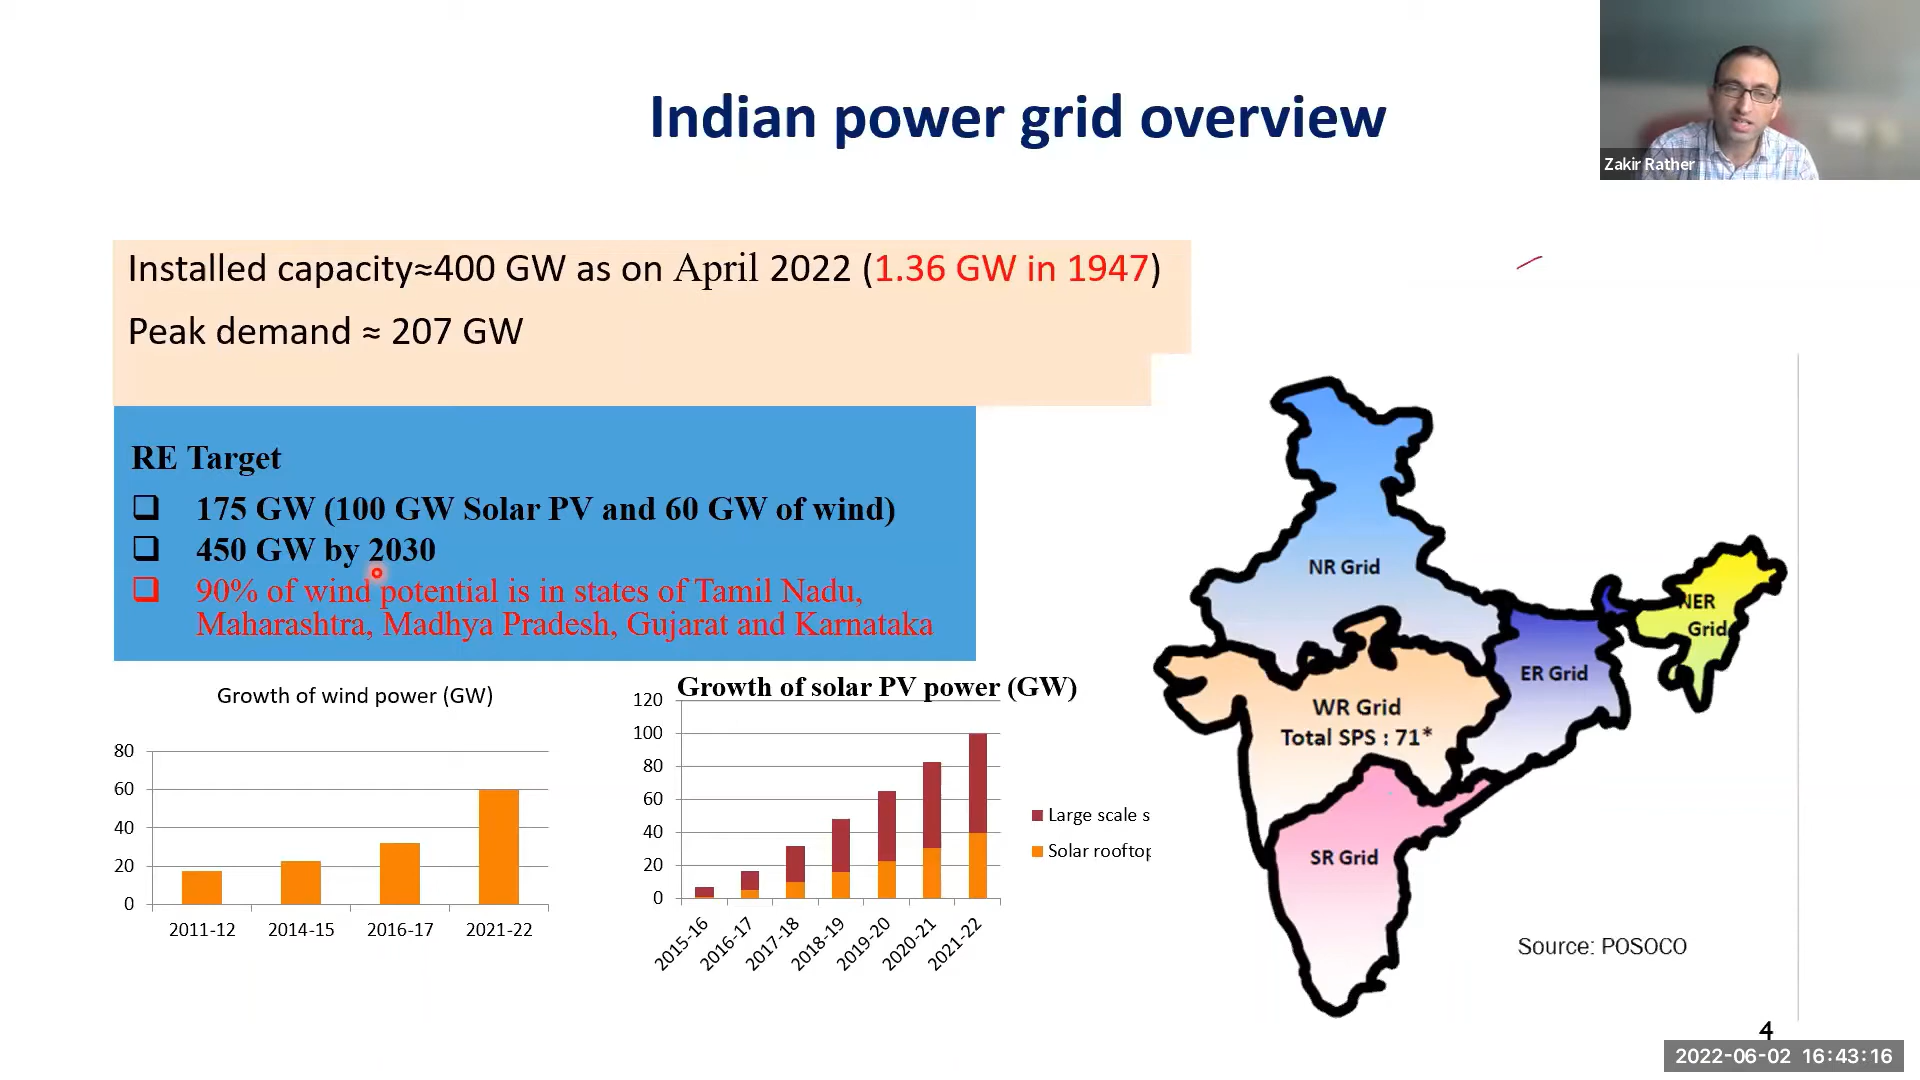 Indian power grid overview
Zakir Rather
Installed capacity≈400 GW as on April 2022 (1.36 GW in 1947)
Peak demand ≈ 207 GW
RE Target
175 GW (100 GW Solar PV and 60 GW of wind)
450 GW by 2030
90% of wind potential is in states of Tamil Nadu,
Maharashtra, Madhya Pradesh, Gujarat and Karnataka
Growth of wind power (GW)
80
60
40
20
0
2011-12 2014-15 2016-17 2021-22
Growth of solar PV power (GW)
120
100
80
60
40
20
0
2015-16 2016-17 2017-18 2018-19 2019-20 2020-21 2021-22
Large scale s
Solar rooftop
NR Grid
NER
Grid
ER Grid
WR Grid
Total SPS : 71*
SR Grid
Source: POSOCO
4
2022-06-02 16:43:16